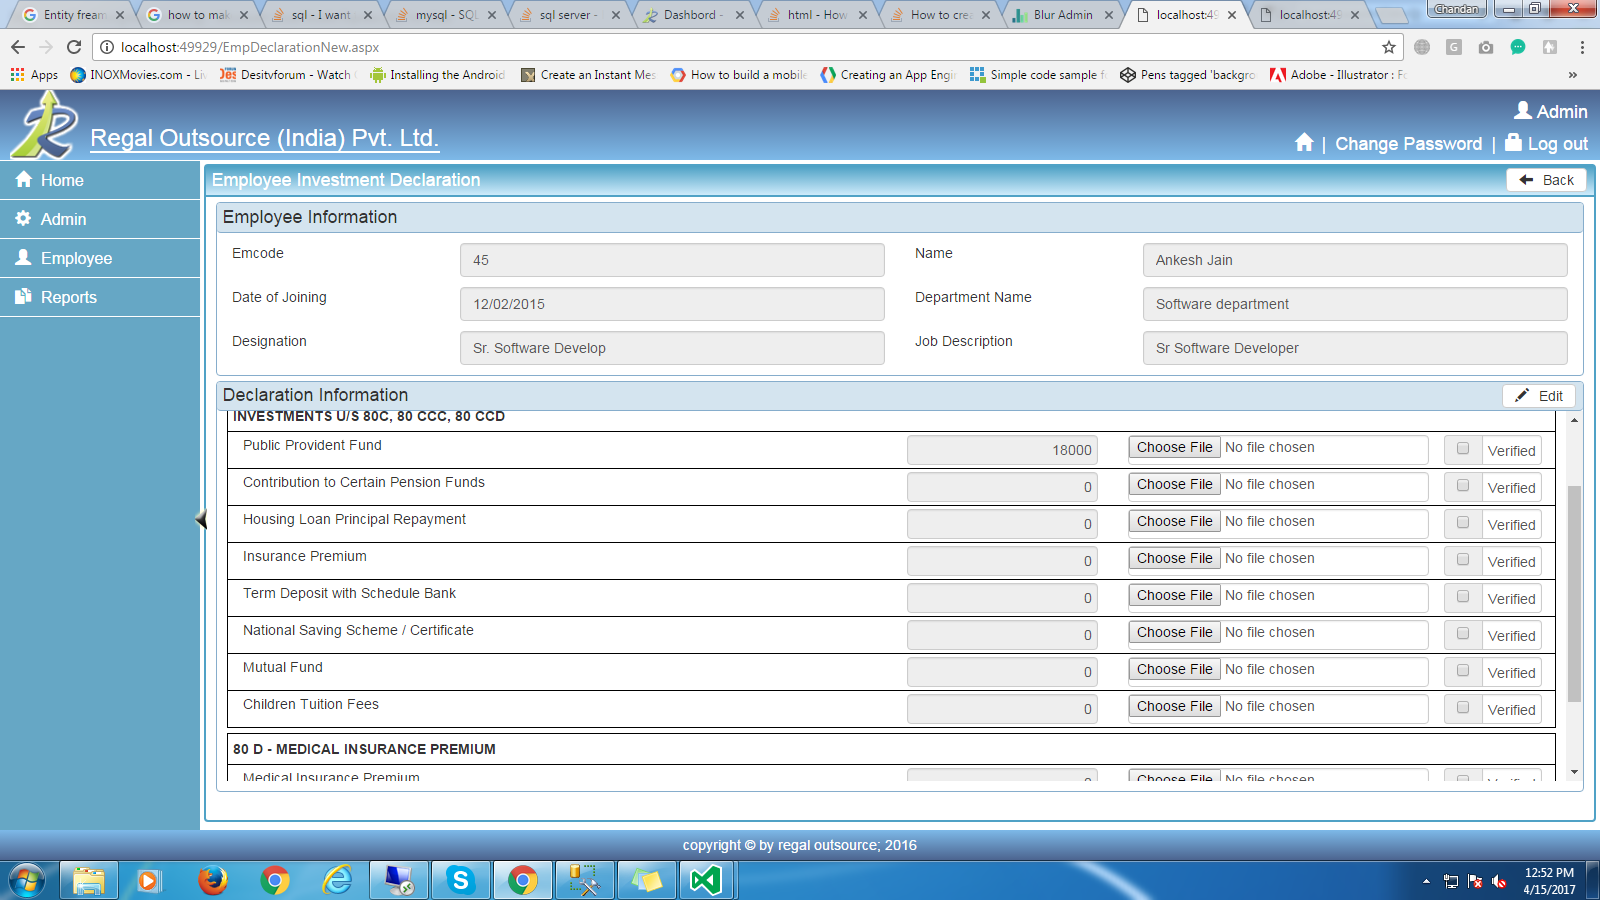 Entity fream
how to mak
sql - I want
mysql - SQL
sql server -
Dashbord -
html - How
How to cre
Blur Admin
localhost:49
localhost:49
Chandan
localhost:49929/EmpDeclarationNew.aspx
Apps
INOXMovies.com - Li
Desitvforum - Watch
Installing the Android
Create an Instant Mes
How to build a mobile
Creating an App Engi
Simple code sample f
Pens tagged 'backgro
Adobe - Illustrator : F
»
Regal Outsource (India) Pvt. Ltd.
Admin
| Change Password | Log out
Home
Admin
Employee
Reports
Employee Investment Declaration
Back
Employee Information
Emcode 45 Name Ankesh Jain
Date of Joining 12/02/2015 Department Name Software department
Designation Sr. Software Develop Job Description Sr Software Developer
Declaration Information
Edit
INVESTMENTS U/S 80C, 80 CCC, 80 CCD
Public Provident Fund 18000 Choose File No file chosen Verified
Contribution to Certain Pension Funds 0 Choose File No file chosen Verified
Housing Loan Principal Repayment 0 Choose File No file chosen Verified
Insurance Premium 0 Choose File No file chosen Verified
Term Deposit with Schedule Bank 0 Choose File No file chosen Verified
National Saving Scheme / Certificate 0 Choose File No file chosen Verified
Mutual Fund 0 Choose File No file chosen Verified
Children Tuition Fees 0 Choose File No file chosen Verified
80 D - MEDICAL INSURANCE PREMIUM
Medical Insurance Premium 0 Choose File No file chosen Verified
copyright © by regal outsource; 2016
12:52 PM
4/15/2017